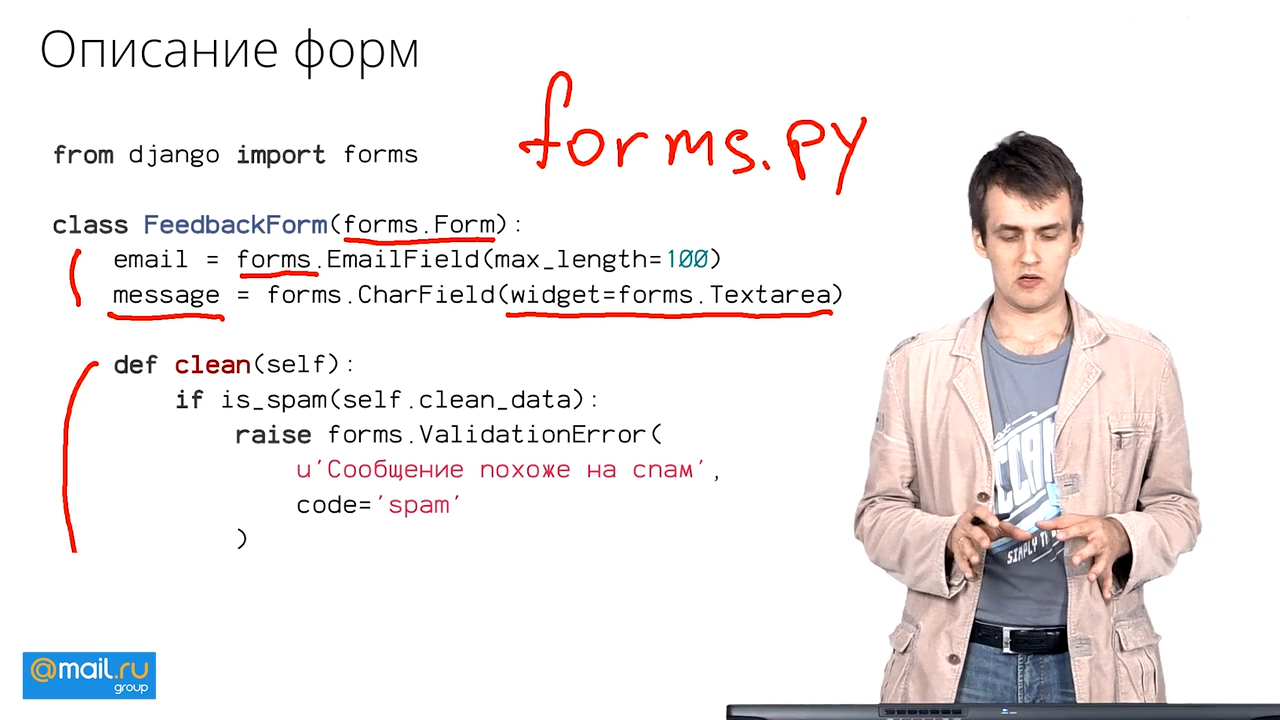 Описание форм
forms.py
from django import forms
class FeedbackForm(forms.Form):
email = forms.EmailField(max_length=100)
message = forms.CharField(widget=forms.Textarea)
def clean(self):
if is_spam(self.clean_data):
raise forms.ValidationError(
u'Сообщение похоже на спам',
code='spam'
)
@mail.ru
group